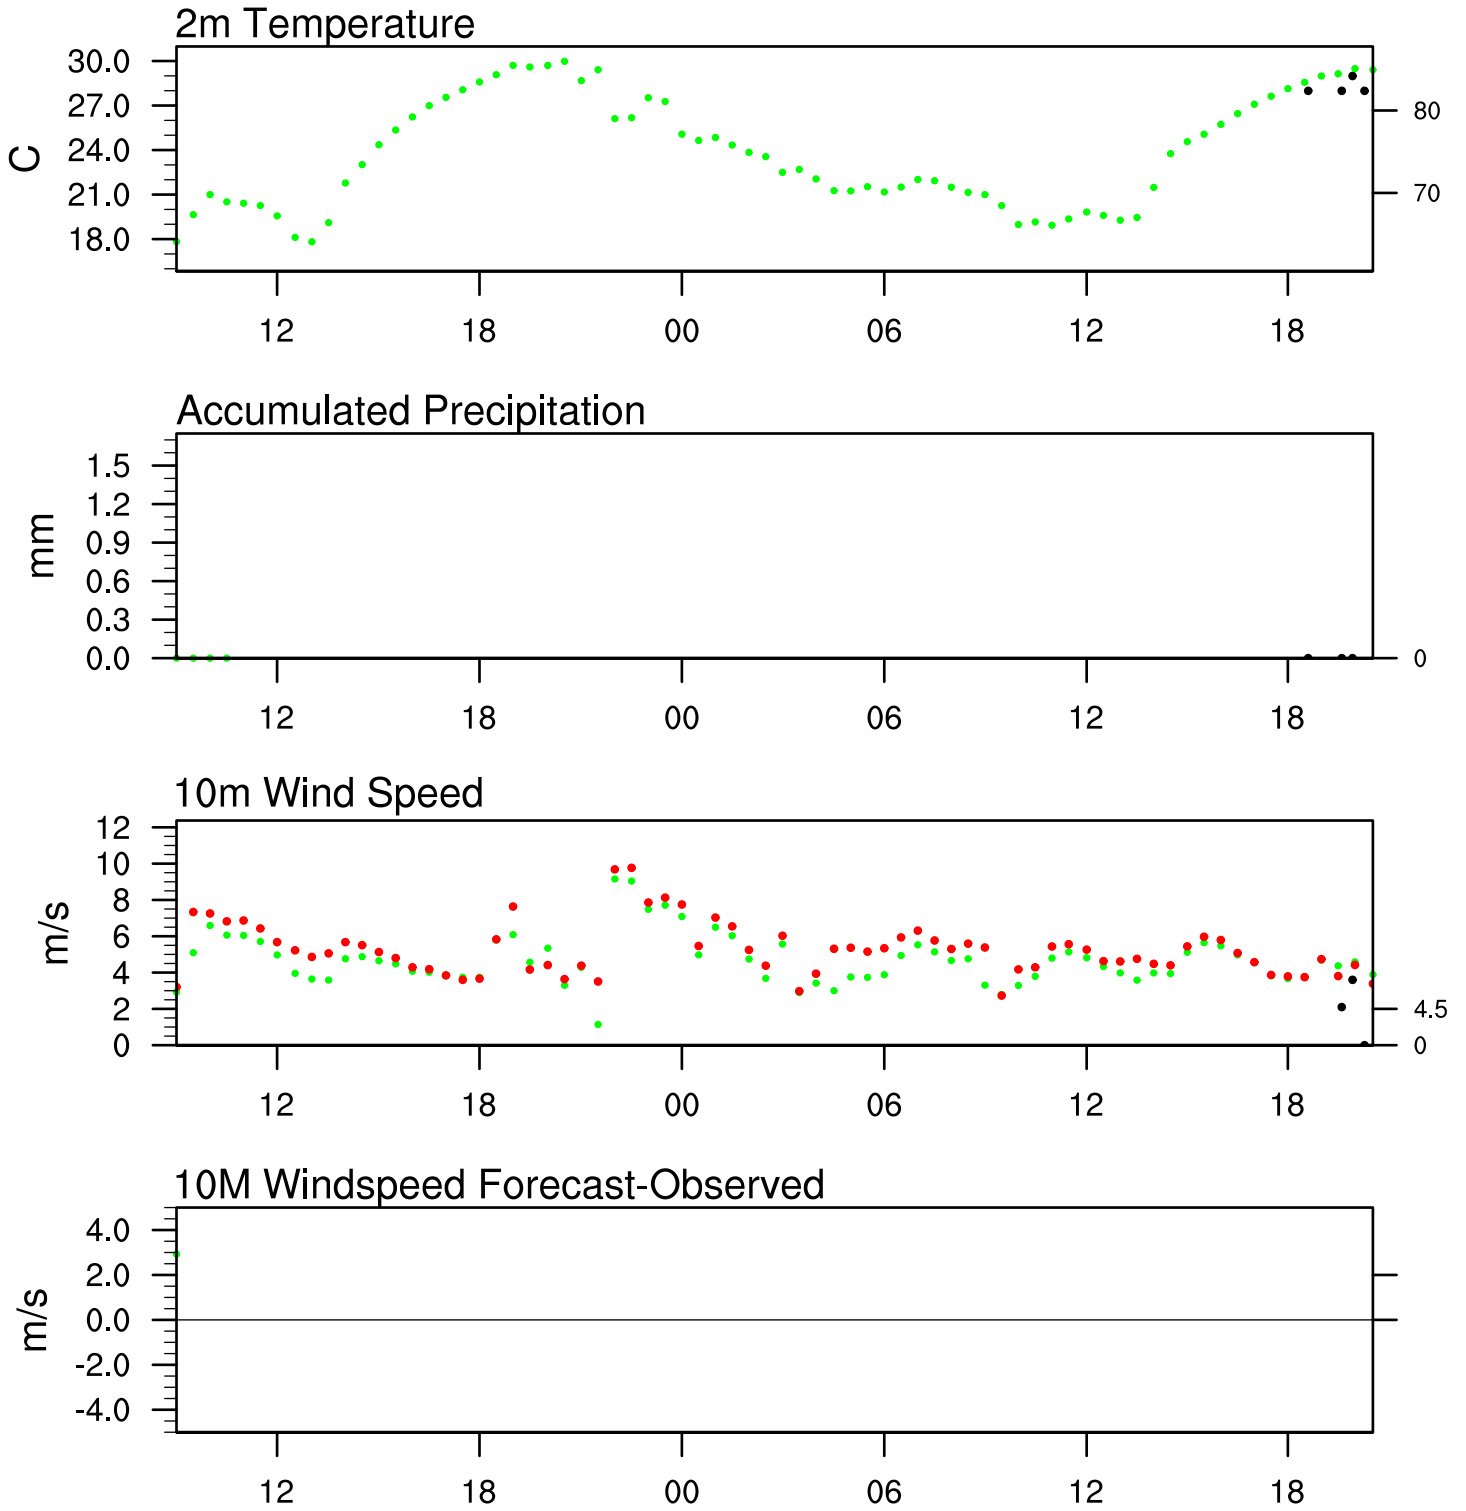 2m Temperature
30.0
27.0
24.0
21.0
18.0
C
80
70
12 18 00 06 12 18
Accumulated Precipitation
1.5
1.2
0.9
0.6
0.3
0.0
mm
0
12 18 00 06 12 18
10m Wind Speed
12
10
8
6
4
2
0
m/s
4.5
0
12 18 00 06 12 18
10M Windspeed Forecast-Observed
4.0
2.0
0.0
-2.0
-4.0
m/s
12 18 00 06 12 18